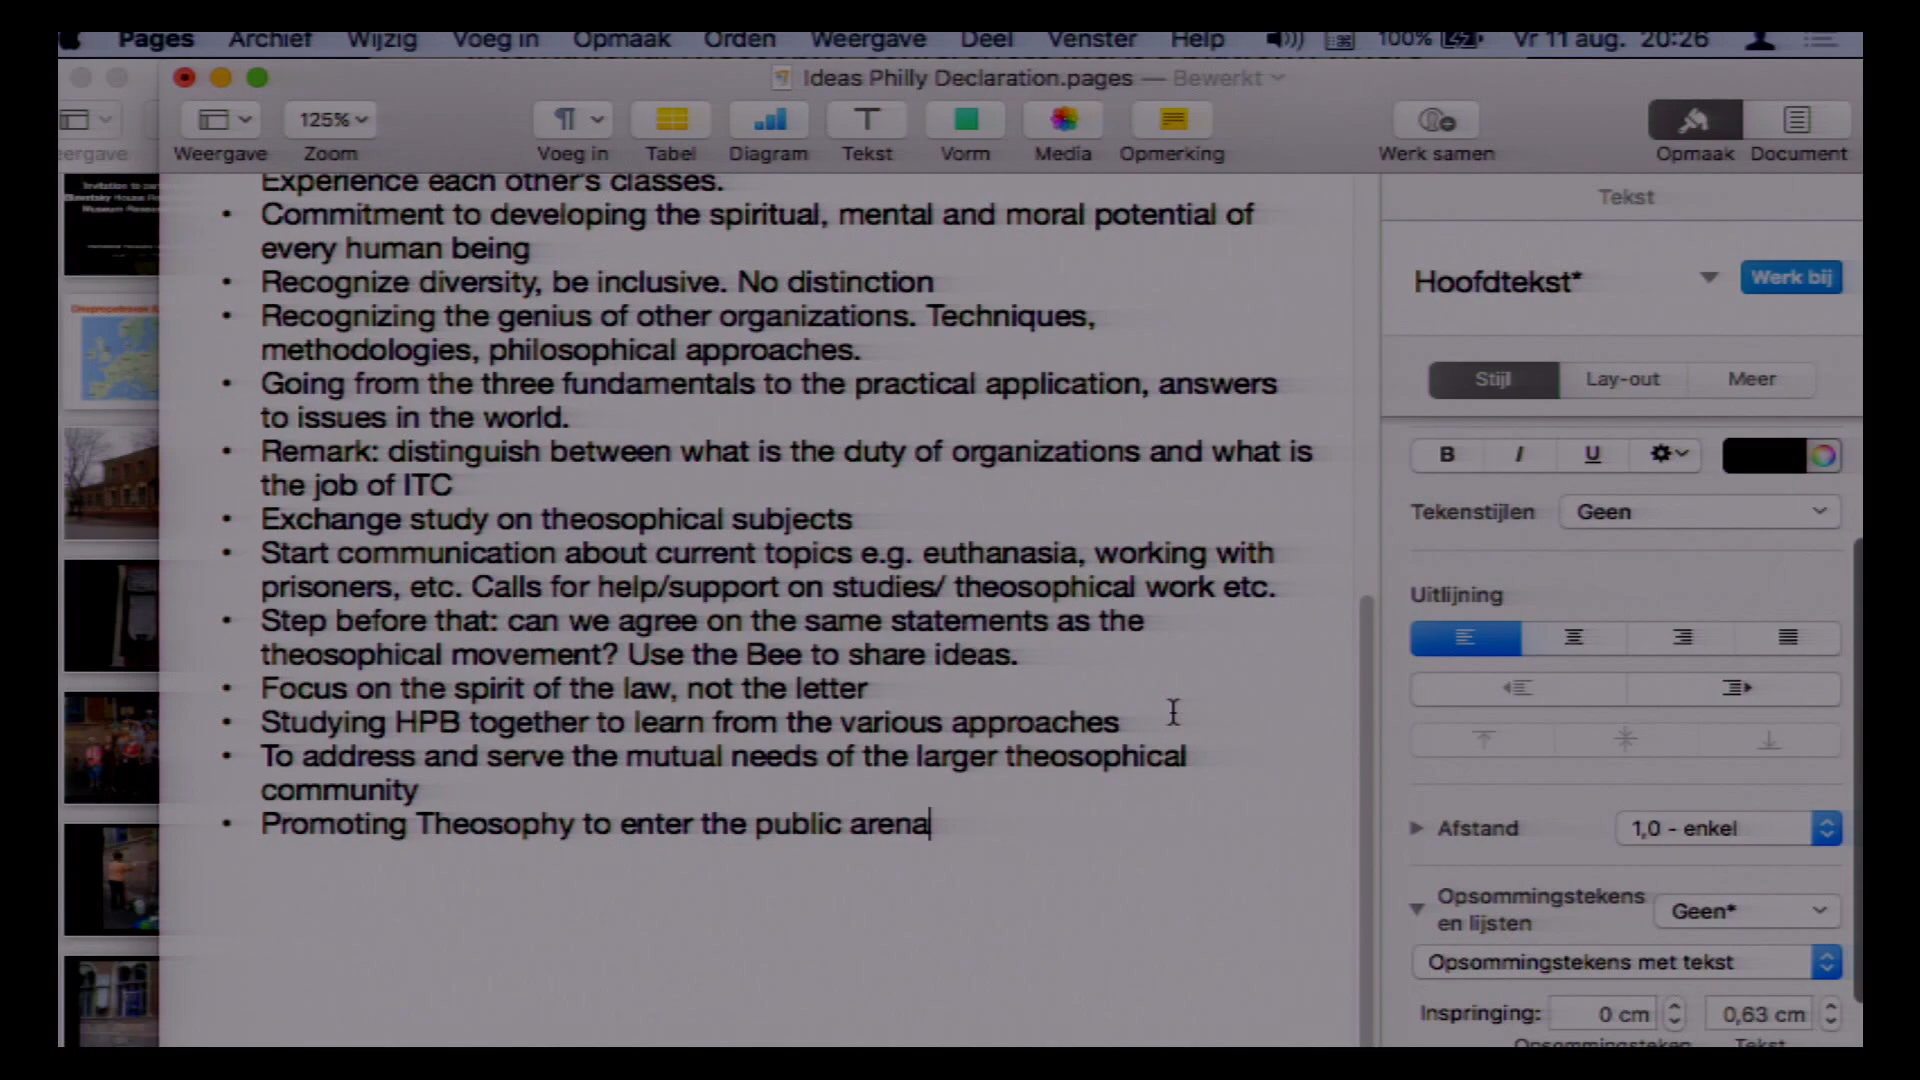 Pages Archief Wijzig Voeg in Opmaak Orden Weergave Deel Venster Help 100% Vr 11 aug. 20:26
Ideas Philly Declaration.pages — Bewerkt
125%
Weergave Zoom Voeg in Tabel Diagram Tekst Vorm Media Opmerking Werk samen Opmaak Document
Experience each other's classes.
• Commitment to developing the spiritual, mental and moral potential of
every human being
• Recognize diversity, be inclusive. No distinction
• Recognizing the genius of other organizations. Techniques,
methodologies, philosophical approaches.
• Going from the three fundamentals to the practical application, answers
to issues in the world.
• Remark: distinguish between what is the duty of organizations and what is
the job of ITC
• Exchange study on theosophical subjects
• Start communication about current topics e.g. euthanasia, working with
prisoners, etc. Calls for help/support on studies/ theosophical work etc.
• Step before that: can we agree on the same statements as the
theosophical movement? Use the Bee to share ideas.
• Focus on the spirit of the law, not the letter
• Studying HPB together to learn from the various approaches
• To address and serve the mutual needs of the larger theosophical
community
• Promoting Theosophy to enter the public arena
Tekst
Hoofdtekst* Werk bij
Stijl Lay-out Meer
B I U
Tekenstijlen Geen
Uitlijning
Afstand 1,0 - enkel
Opsommingstekens
en lijsten Geen*
Opsommingstekens met tekst
Inspringing: 0 cm 0,63 cm
Opsommingsteken Tekst